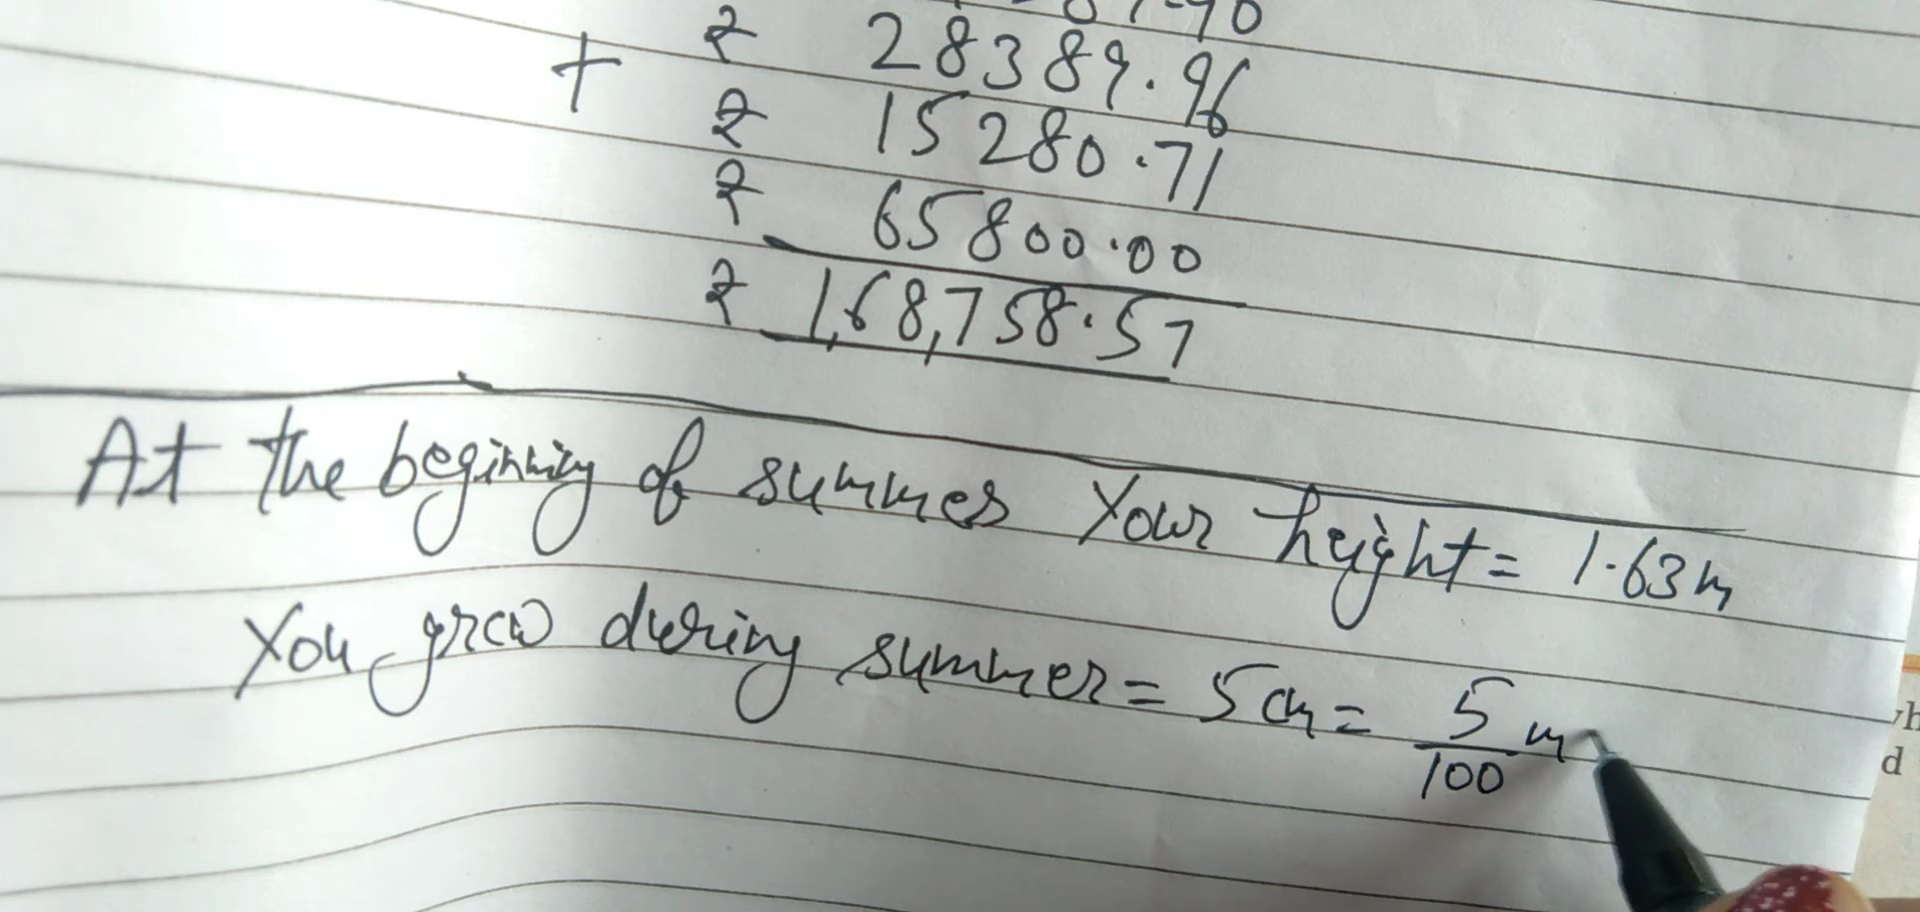 + ₹ 28389.96
₹ 15280.71
₹ 65800.00
₹ 1,68,758.57
At the beginning of summer Your height = 1.63m
You grew during summer = 5cm = 5/100 m
d